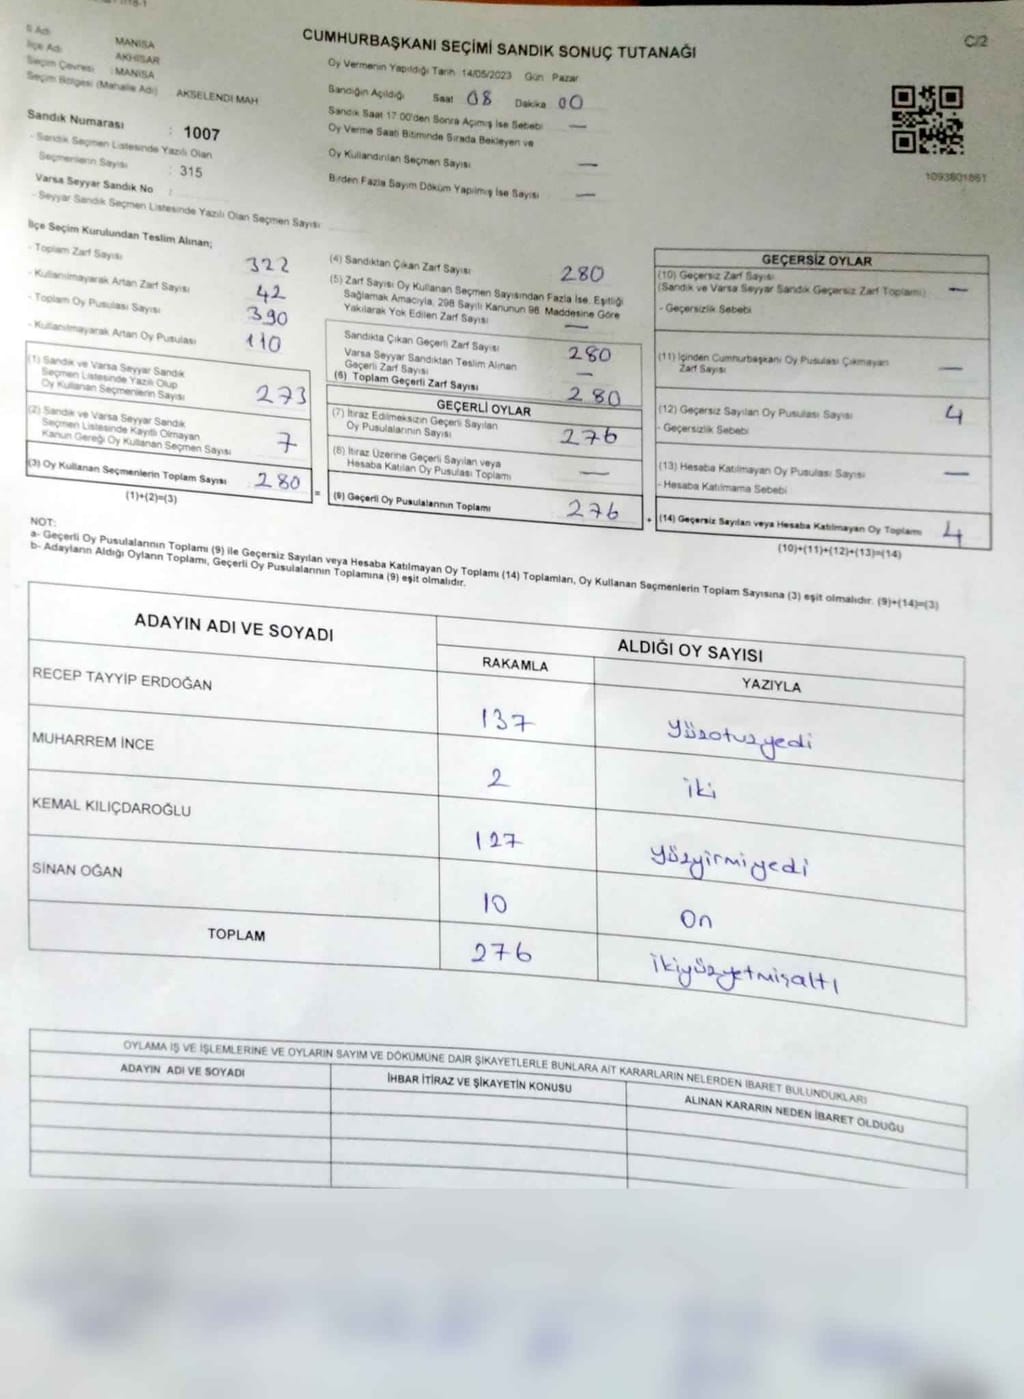 CUMHURBAŞKANI SEÇİMİ SANDIK SONUÇ TUTANAĞI
C/2
İl Adı MANİSA
İlçe Adı AKHİSAR
Seçim Çevresi : MANİSA
Seçim Bölgesi (Mahalle Adı) AKSELENDİ MAH
Sandık Numarası : 1007
- Sandık Seçmen Listesinde Yazılı Olan
Seçmenlerin Sayısı : 315
Varsa Seyyar Sandık No :
- Seyyar Sandık Seçmen Listesinde Yazılı Olan Seçmen Sayısı
Oy Vermenin Yapıldığı Tarih 14/05/2023 Gün Pazar
Sandığın Açıldığı Saat 08 Dakika 00
Sandık Saat 17.00'den Sonra Açılmış İse Sebebi —
Oy Verme Saati Bitiminde Sırada Bekleyen ve
Oy Kullandırılan Seçmen Sayısı —
Birden Fazla Sayım Döküm Yapılmış İse Sayısı —
1093801861
İlçe Seçim Kurulundan Teslim Alınan;
- Toplam Zarf Sayısı 322
- Kullanılmayarak Artan Zarf Sayısı 42
- Toplam Oy Pusulası Sayısı 390
- Kullanılmayarak Artan Oy Pusulası 110
(1) Sandık ve Varsa Seyyar Sandık
Seçmen Listesinde Yazılı Olup
Oy Kullanan Seçmenlerin Sayısı 273
(2) Sandık ve Varsa Seyyar Sandık
Seçmen Listesinde Kayıtlı Olmayan
Kanun Gereği Oy Kullanan Seçmen Sayısı 7
(3) Oy Kullanan Seçmenlerin Toplam Sayısı 280
(1)+(2)=(3)
(4) Sandıktan Çıkan Zarf Sayısı 280
(5) Zarf Sayısı Oy Kullanan Seçmen Sayısından Fazla İse, Eşitliği
Sağlamak Amacıyla, 298 Sayılı Kanunun 98. Maddesine Göre
Yakılarak Yok Edilen Zarf Sayısı —
Sandıkta Çıkan Geçerli Zarf Sayısı 280
Varsa Seyyar Sandıktan Teslim Alınan
Geçerli Zarf Sayısı —
(6) Toplam Geçerli Zarf Sayısı 280
GEÇERLİ OYLAR
(7) İtiraz Edilmeksizin Geçerli Sayılan
Oy Pusulalarının Sayısı 276
(8) İtiraz Üzerine Geçerli Sayılan veya
Hesaba Katılan Oy Pusulası Toplamı —
= (9) Geçerli Oy Pusulalarının Toplamı 276
GEÇERSİZ OYLAR
(10) Geçersiz Zarf Sayısı
(Sandık ve Varsa Seyyar Sandık Geçersiz Zarf Toplamı) —
- Geçersizlik Sebebi
(11) İçinden Cumhurbaşkanı Oy Pusulası Çıkmayan
Zarf Sayısı —
(12) Geçersiz Sayılan Oy Pusulası Sayısı 4
- Geçersizlik Sebebi
(13) Hesaba Katılmayan Oy Pusulası Sayısı —
- Hesaba Katılmama Sebebi
+ (14) Geçersiz Sayılan veya Hesaba Katılmayan Oy Toplamı 4
(10)+(11)+(12)+(13)=(14)
NOT:
a- Geçerli Oy Pusulalarının Toplamı (9) ile Geçersiz Sayılan veya Hesaba Katılmayan Oy Toplamı (14) Toplamları, Oy Kullanan Seçmenlerin Toplam Sayısına (3) eşit olmalıdır. (9)+(14)=(3)
b- Adayların Aldığı Oyların Toplamı, Geçerli Oy Pusulalarının Toplamına (9) eşit olmalıdır.
ADAYIN ADI VE SOYADI
ALDIĞI OY SAYISI
RAKAMLA YAZIYLA
RECEP TAYYİP ERDOĞAN 137 yüzotuzyedi
MUHARREM İNCE 2 iki
KEMAL KILIÇDAROĞLU 127 yüzyirmiyedi
SİNAN OĞAN 10 On
TOPLAM 276 ikiyüzyetmişaltı
OYLAMA İŞ VE İŞLEMLERİNE VE OYLARIN SAYIM VE DÖKÜMÜNE DAİR ŞİKAYETLERLE BUNLARA AİT KARARLARIN NELERDEN İBARET BULUNDUKLARI
ADAYIN ADI VE SOYADI
İHBAR İTİRAZ VE ŞİKAYETİN KONUSU
ALINAN KARARIN NEDEN İBARET OLDUĞU